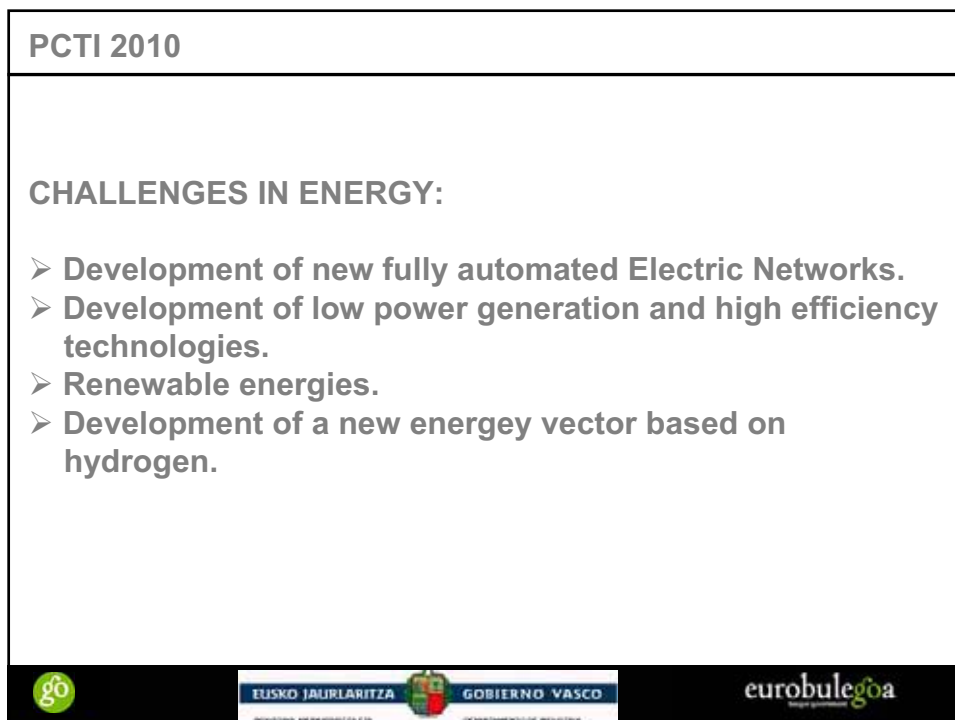 PCTI 2010
CHALLENGES IN ENERGY:
➢ Development of new fully automated Electric Networks.
➢ Development of low power generation and high efficiency
technologies.
➢ Renewable energies.
➢ Development of a new energey vector based on
hydrogen.
go
EUSKO JAURLARITZA GOBIERNO VASCO
eurobulegoa